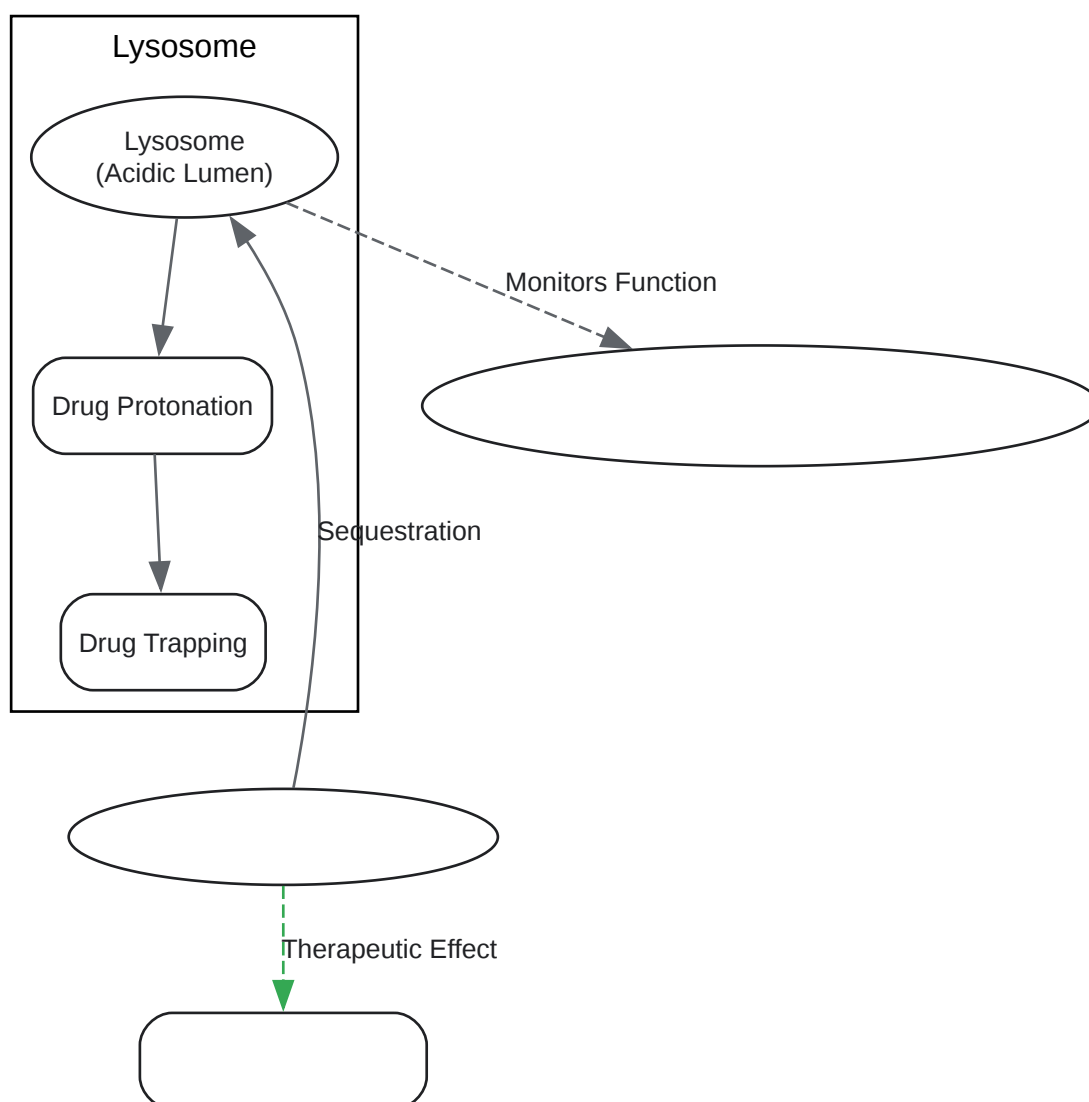 Lysosome
Lysosome
(Acidic Lumen)
Monitors Function
Drug Protonation
Sequestration
Drug Trapping
Therapeutic Effect